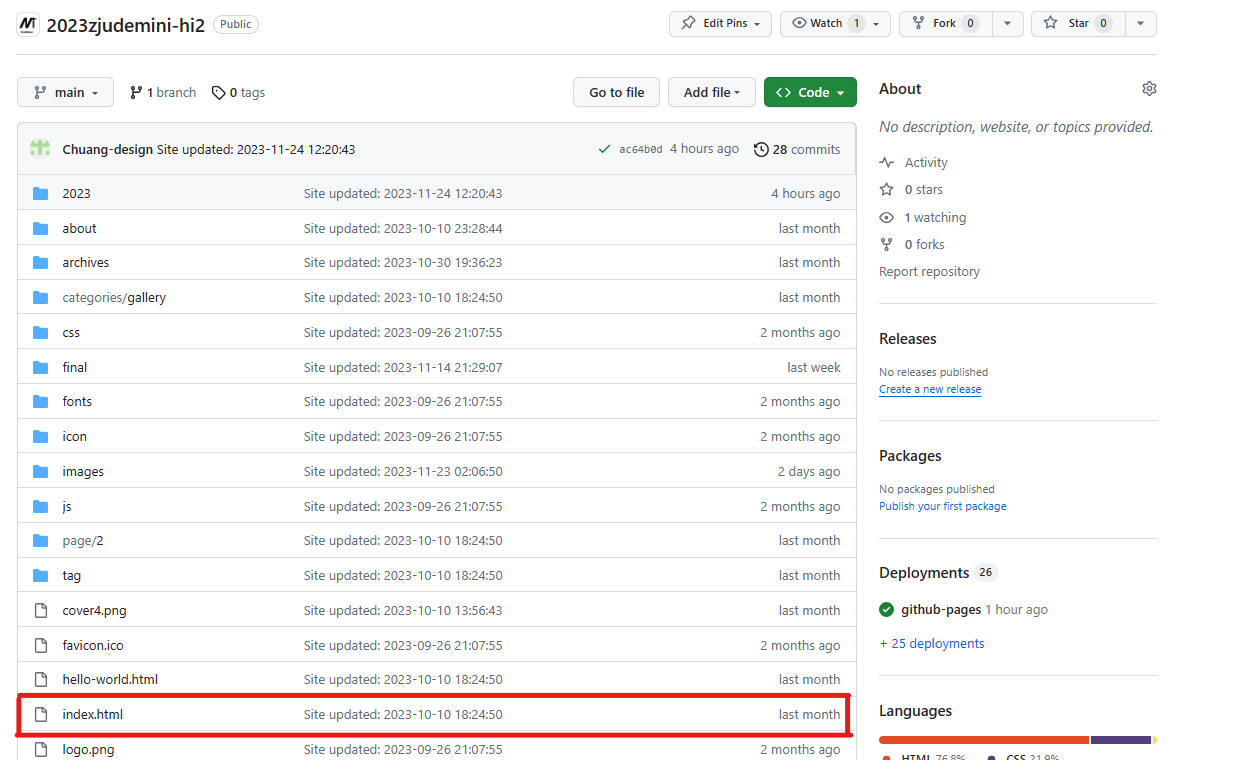 2023zjudemini-hi2 Public Edit Pins Watch 1 Fork 0 Star 0
main 1 branch 0 tags Go to file Add file Code
Chuang-design Site updated: 2023-11-24 12:20:43 ac64b0d 4 hours ago 28 commits
2023 Site updated: 2023-11-24 12:20:43 4 hours ago
about Site updated: 2023-10-10 23:28:44 last month
archives Site updated: 2023-10-30 19:36:23 last month
categories/gallery Site updated: 2023-10-10 18:24:50 last month
css Site updated: 2023-09-26 21:07:55 2 months ago
final Site updated: 2023-11-14 21:29:07 last week
fonts Site updated: 2023-09-26 21:07:55 2 months ago
icon Site updated: 2023-09-26 21:07:55 2 months ago
images Site updated: 2023-11-23 02:06:50 2 days ago
js Site updated: 2023-09-26 21:07:55 2 months ago
page/2 Site updated: 2023-10-10 18:24:50 last month
tag Site updated: 2023-10-10 18:24:50 last month
cover4.png Site updated: 2023-10-10 13:56:43 last month
favicon.ico Site updated: 2023-09-26 21:07:55 2 months ago
hello-world.html Site updated: 2023-10-10 18:24:50 last month
index.html Site updated: 2023-10-10 18:24:50 last month
logo.png Site updated: 2023-09-26 21:07:55 2 months ago
About
No description, website, or topics provided.
Activity
0 stars
1 watching
0 forks
Report repository
Releases
No releases published
Create a new release
Packages
No packages published
Publish your first package
Deployments 26
github-pages 1 hour ago
+ 25 deployments
Languages
HTML 76.8% CSS 21.9%